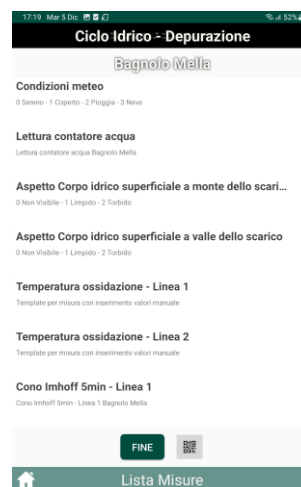 17:19 Mar 5 Dic
52%
Ciclo Idrico - Depurazione
Bagnolo Mella
Condizioni meteo
0 Sereno - 1 Coperto - 2 Pioggia - 3 Neve
Lettura contatore acqua
Lettura contatore acqua Bagnolo Mella
Aspetto Corpo idrico superficiale a monte dello scari...
0 Non Visibile - 1 Limpido - 2 Torbido
Aspetto Corpo idrico superficiale a valle dello scarico
0 Non Visibile - 1 Limpido - 2 Torbido
Temperatura ossidazione - Linea 1
Template per misura con inserimento valori manuale
Temperatura ossidazione - Linea 2
Template per misura con inserimento valori manuale
Cono Imhoff 5min - Linea 1
Cono Imhoff 5min - Linea 1 Bagnolo Mella
FINE
Lista Misure